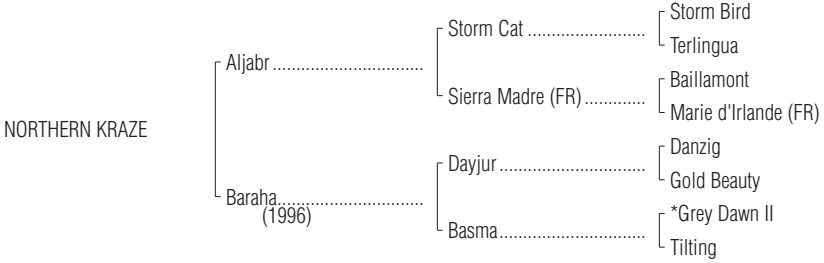 Storm Bird
Storm Cat ............................
Terlingua
Aljabr ....................................
Baillamont
Sierra Madre (FR) ..............
Marie d'Irlande (FR)
NORTHERN KRAZE
Danzig
Dayjur ...................................
Gold Beauty
Baraha...................................
(1996)
*Grey Dawn II
Basma...................................
Tilting